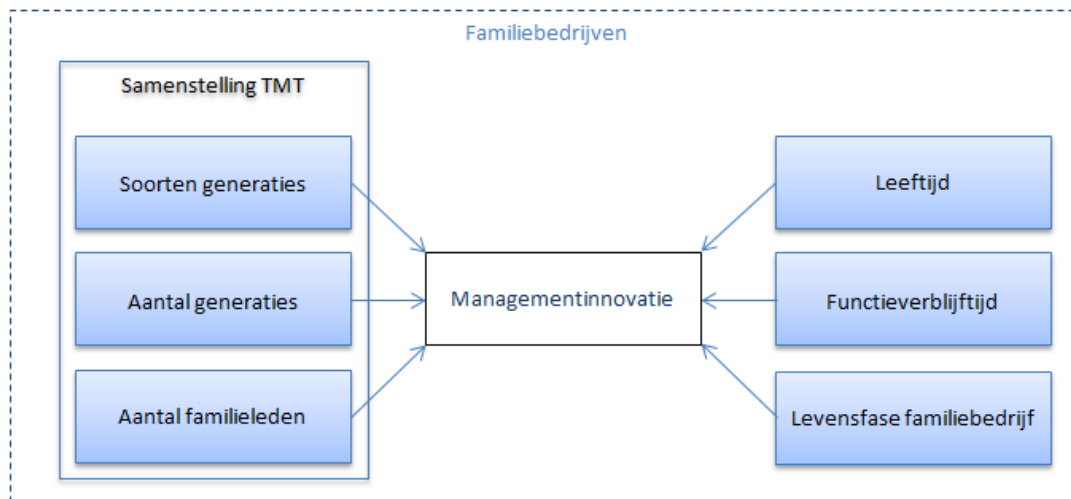 Familiebedrijven
Samenstelling TMT
Soorten generaties
Aantal generaties
Aantal familieleden
Managementinnovatie
Leeftijd
Functieverblijftijd
Levensfase familiebedrijf